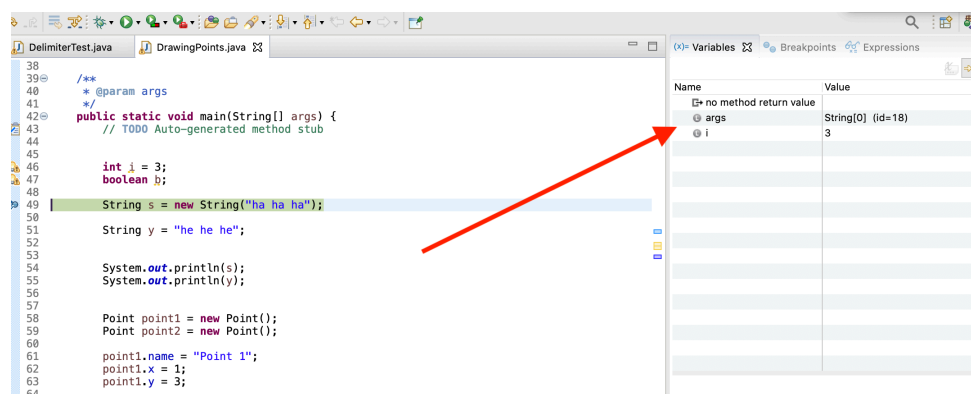 DelimiterTest.java
DrawingPoints.java
38
39 /**
40 * @param args
41 */
42 public static void main(String[] args) {
43 // TODO Auto-generated method stub
44
45
46 int i = 3;
47 boolean b;
48
49 String s = new String("ha ha ha");
50
51 String y = "he he he";
52
53
54 System.out.println(s);
55 System.out.println(y);
56
57
58 Point point1 = new Point();
59 Point point2 = new Point();
60
61 point1.name = "Point 1";
62 point1.x = 1;
63 point1.y = 3;
64
(x)= Variables
Breakpoints
Expressions
Name Value
no method return value
args String[0] (id=18)
i 3